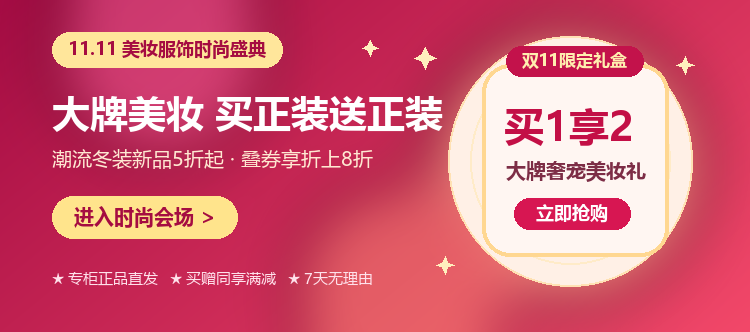 11.11 美妆服饰时尚盛典
大牌美妆 买正装送正装
潮流冬装新品5折起 · 叠券享折上8折
进入时尚会场 >
★ 专柜正品直发 ★ 买赠同享满减 ★ 7天无理由
双11限定礼盒
买1享2
大牌奢宠美妆礼
立即抢购